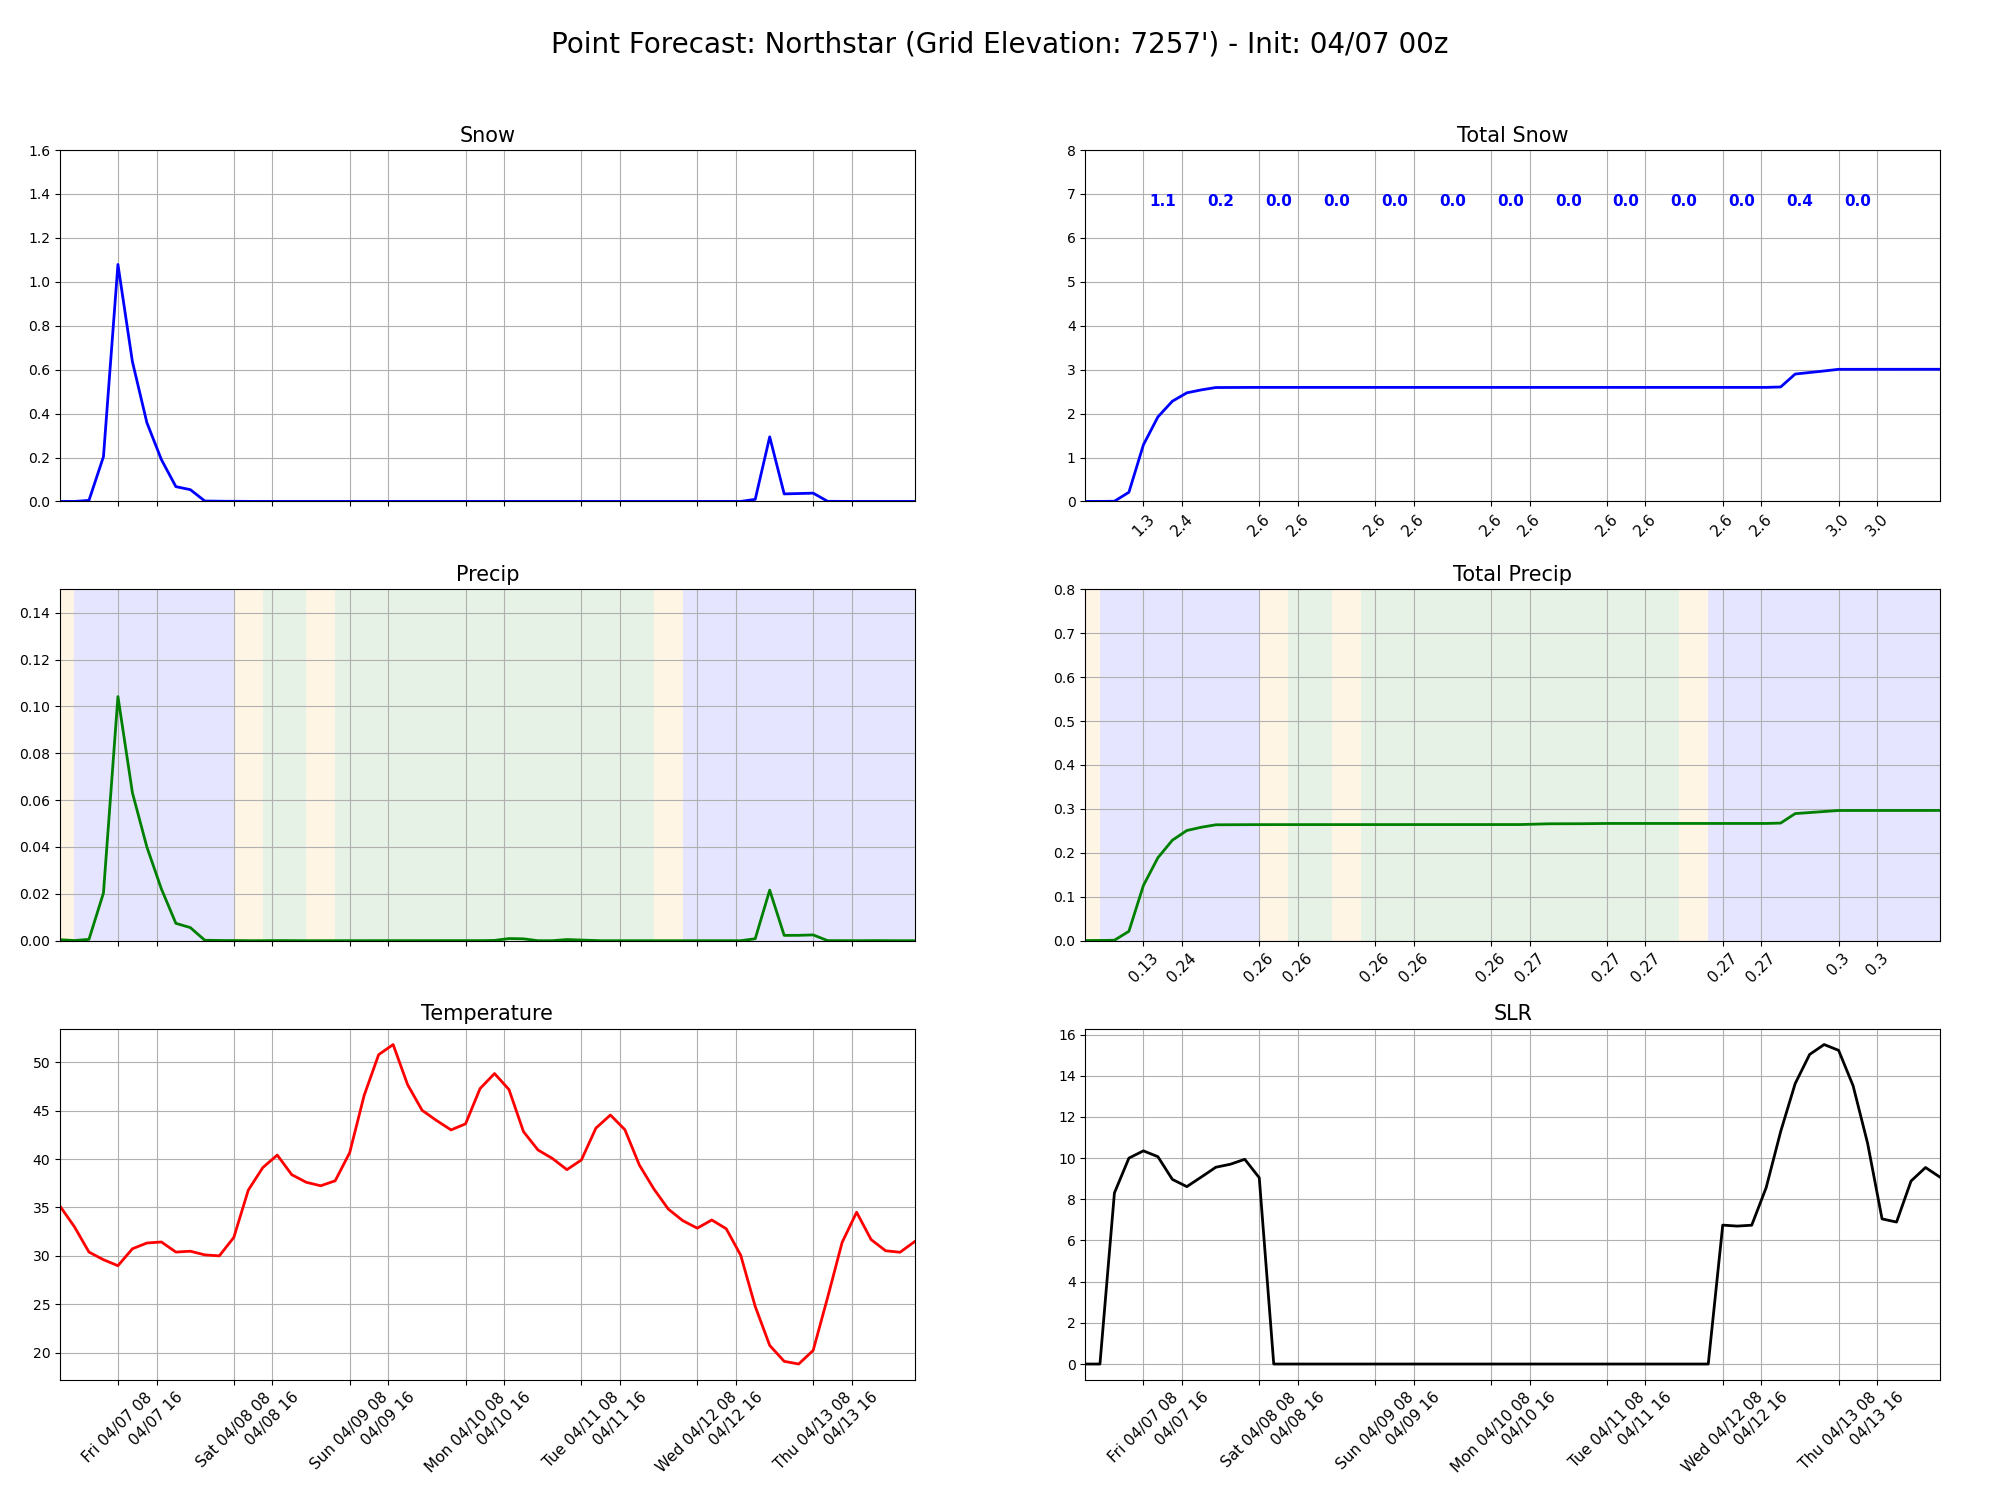 Point Forecast: Northstar (Grid Elevation: 7257') - Init: 04/07 00z
Snow
1.6
1.4
1.2
1.0
0.8
0.6
0.4
0.2
0.0
Total Snow
8
7
6
5
4
3
2
1
0
1.1 0.2 0.0 0.0 0.0 0.0 0.0 0.0 0.0 0.0 0.0 0.4 0.0
1.3 2.4 2.6 2.6 2.6 2.6 2.6 2.6 2.6 2.6 2.6 2.6 3.0 3.0
Precip
0.14
0.12
0.10
0.08
0.06
0.04
0.02
0.00
Total Precip
0.8
0.7
0.6
0.5
0.4
0.3
0.2
0.1
0.0
0.13 0.24 0.26 0.26 0.26 0.26 0.26 0.27 0.27 0.27 0.27 0.27 0.3 0.3
Temperature
50
45
40
35
30
25
20
Fri 04/07 08
04/07 16
Sat 04/08 08
04/08 16
Sun 04/09 08
04/09 16
Mon 04/10 08
04/10 16
Tue 04/11 08
04/11 16
Wed 04/12 08
04/12 16
Thu 04/13 08
04/13 16
SLR
16
14
12
10
8
6
4
2
0
Fri 04/07 08
04/07 16
Sat 04/08 08
04/08 16
Sun 04/09 08
04/09 16
Mon 04/10 08
04/10 16
Tue 04/11 08
04/11 16
Wed 04/12 08
04/12 16
Thu 04/13 08
04/13 16